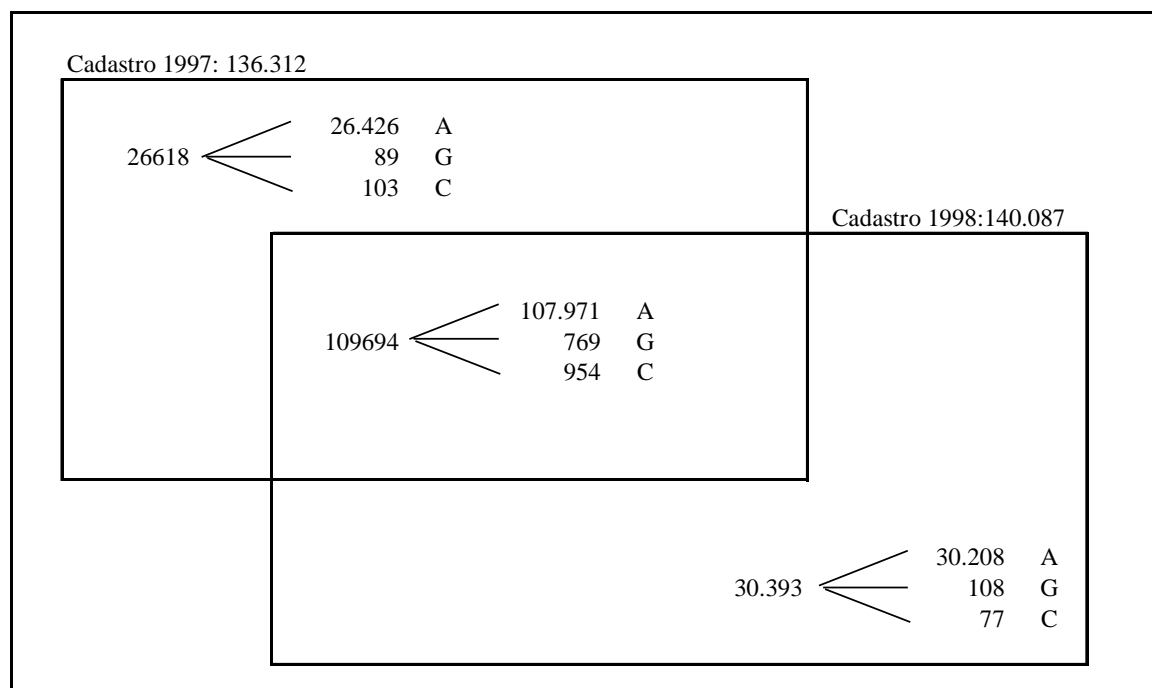 Cadastro 1997: 136.312
26.426 A
26618 89 G
103 C
Cadastro 1998:140.087
107.971 A
109694 769 G
954 C
30.208 A
30.393 108 G
77 C